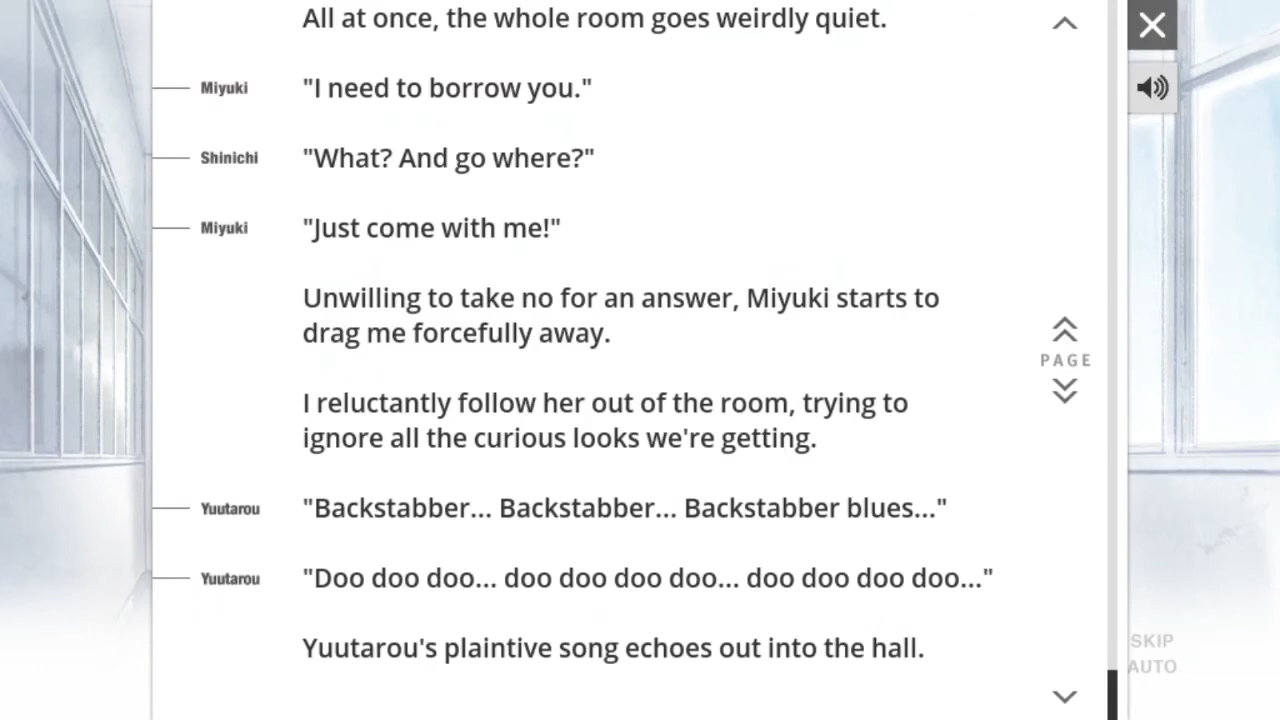 All at once, the whole room goes weirdly quiet.
Miyuki "I need to borrow you."
Shinichi "What? And go where?"
Miyuki "Just come with me!"
Unwilling to take no for an answer, Miyuki starts to
drag me forcefully away.
PAGE
I reluctantly follow her out of the room, trying to
ignore all the curious looks we're getting.
Yuutarou "Backstabber... Backstabber... Backstabber blues..."
Yuutarou "Doo doo doo... doo doo doo doo... doo doo doo doo..."
Yuutarou's plaintive song echoes out into the hall.
SKIP
AUTO